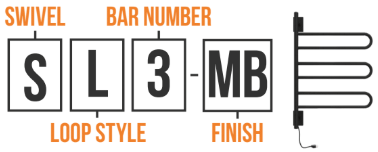 SWIVEL BAR NUMBER
S L 3 - MB
LOOP STYLE FINISH